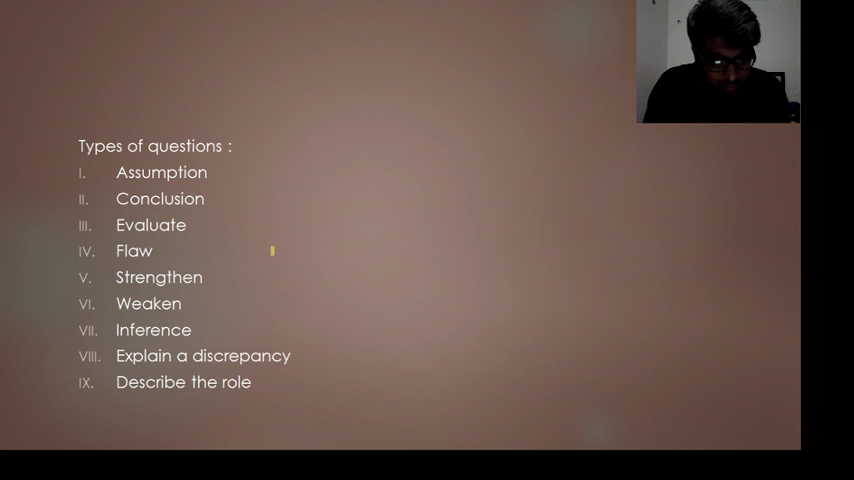 Types of questions :
I. Assumption
II. Conclusion
III. Evaluate
IV. Flaw
V. Strengthen
VI. Weaken
VII. Inference
VIII. Explain a discrepancy
IX. Describe the role